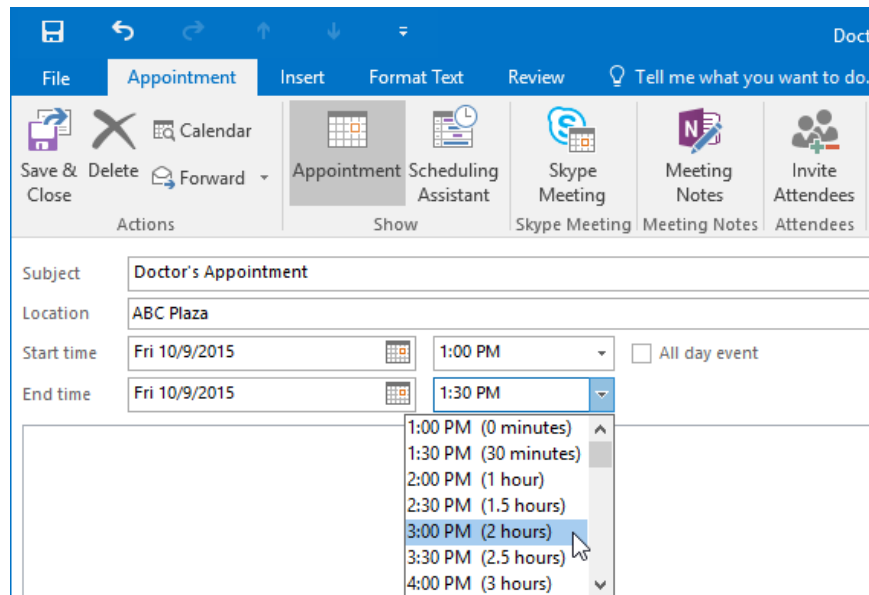 Doct
File Appointment Insert Format Text Review Tell me what you want to do.
Save & Close
Delete
Calendar
Forward
Actions
Appointment
Scheduling Assistant
Show
Skype Meeting
Skype Meeting
N
Meeting Notes
Meeting Notes
Invite Attendees
Attendees
Subject Doctor's Appointment
Location ABC Plaza
Start time Fri 10/9/2015 1:00 PM All day event
End time Fri 10/9/2015 1:30 PM
1:00 PM (0 minutes)
1:30 PM (30 minutes)
2:00 PM (1 hour)
2:30 PM (1.5 hours)
3:00 PM (2 hours)
3:30 PM (2.5 hours)
4:00 PM (3 hours)